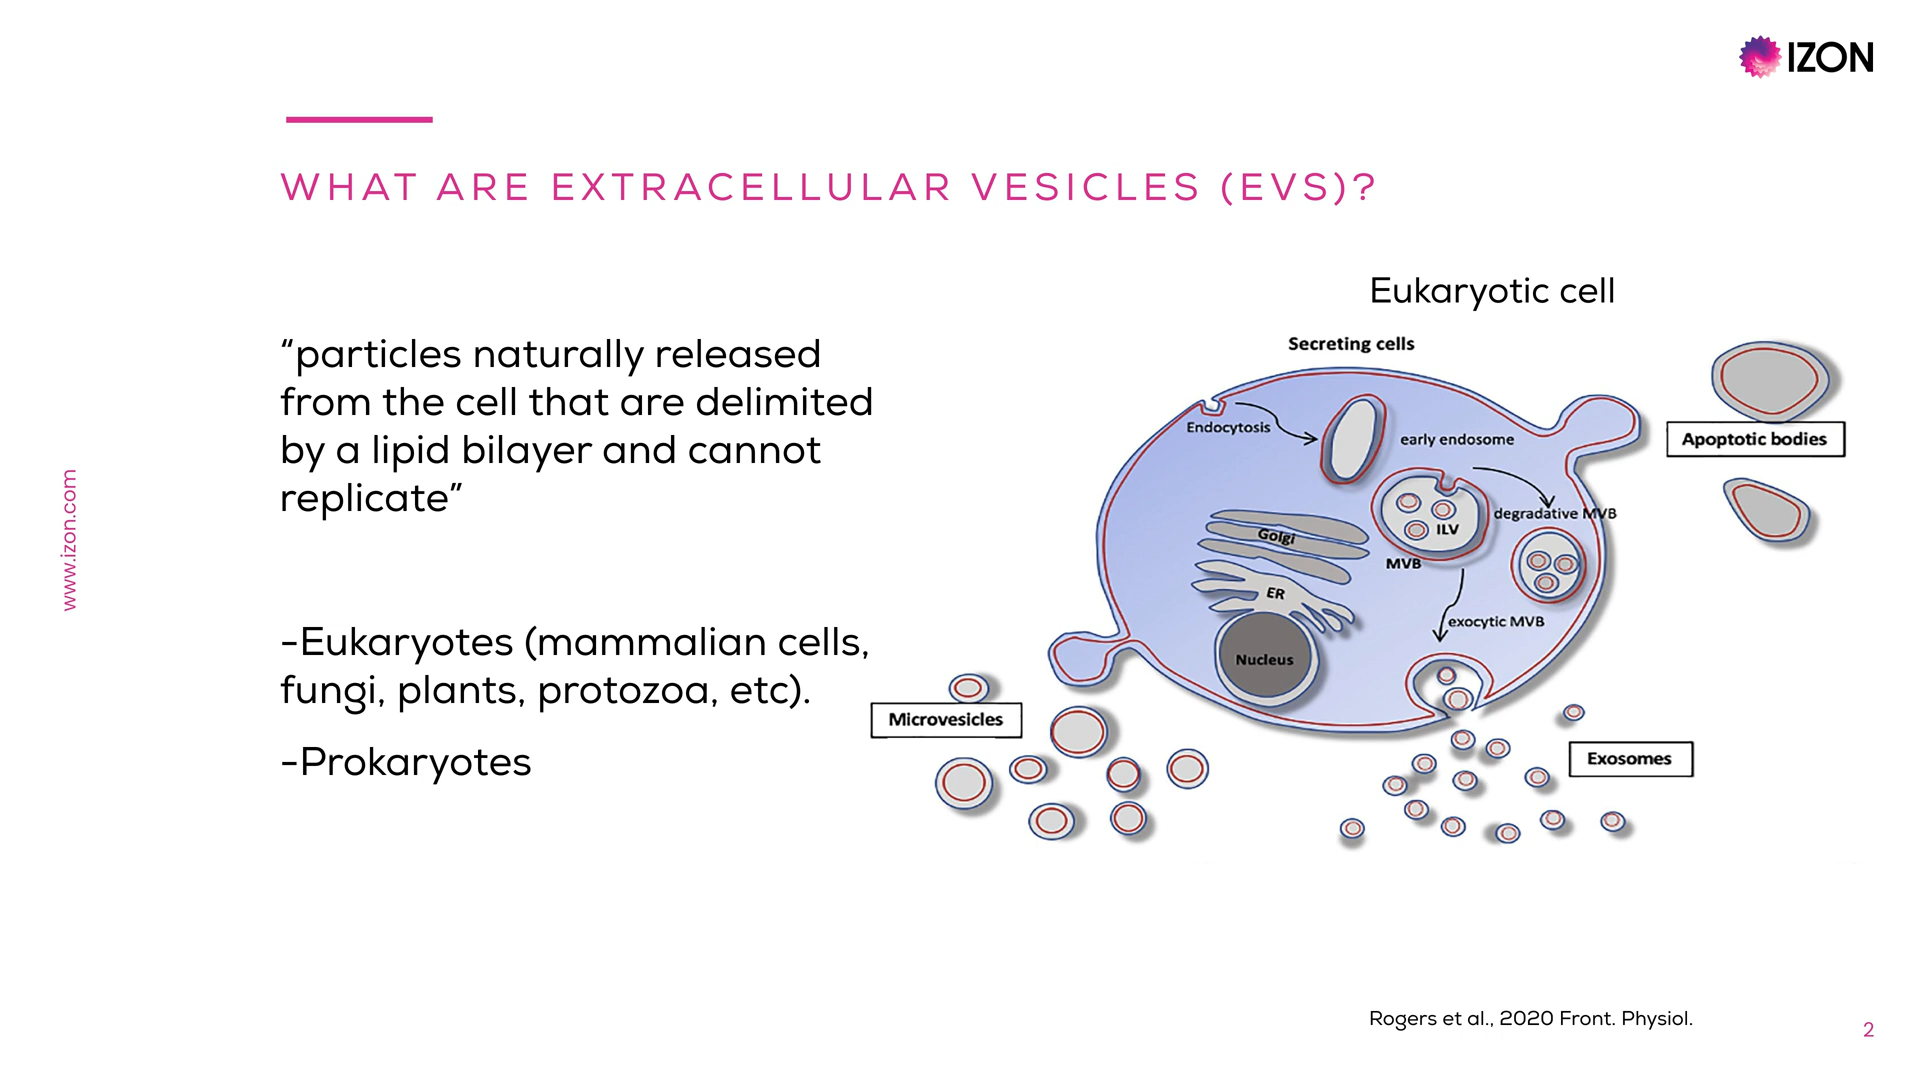 IZON
WHAT ARE EXTRACELLULAR VESICLES (EVS)?
“particles naturally released
from the cell that are delimited
by a lipid bilayer and cannot
replicate”
-Eukaryotes (mammalian cells,
fungi, plants, protozoa, etc).
-Prokaryotes
Eukaryotic cell
Secreting cells
Endocytosis
early endosome
Apoptotic bodies
degradative MVB
ILV
Golgi
MVB
ER
exocytic MVB
Nucleus
Microvesicles
Exosomes
www.izon.com
Rogers et al., 2020 Front. Physiol.
2